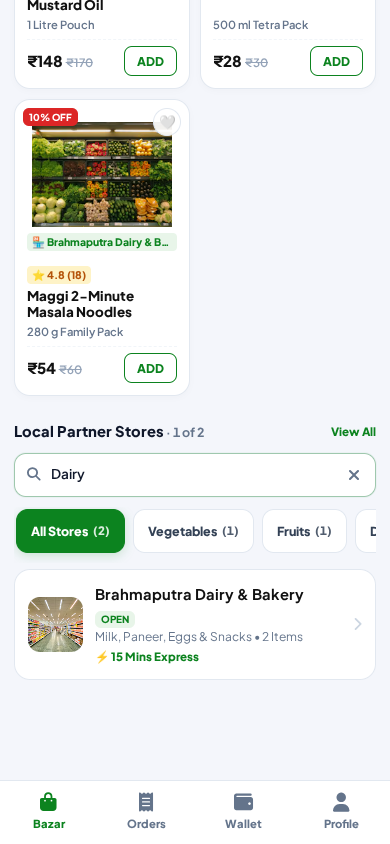 Mustard Oil
1 Litre Pouch
500 ml Tetra Pack
₹148 ₹170
ADD
₹28 ₹30
ADD
10% OFF
Brahmaputra Dairy & B...
4.8 (18)
Maggi 2-Minute
Masala Noodles
280 g Family Pack
₹54 ₹60
ADD
Local Partner Stores · 1 of 2
View All
Dairy
All Stores (2)
Vegetables (1)
Fruits (1)
D
Brahmaputra Dairy & Bakery
OPEN
Milk, Paneer, Eggs & Snacks • 2 Items
⚡ 15 Mins Express
Bazar
Orders
Wallet
Profile